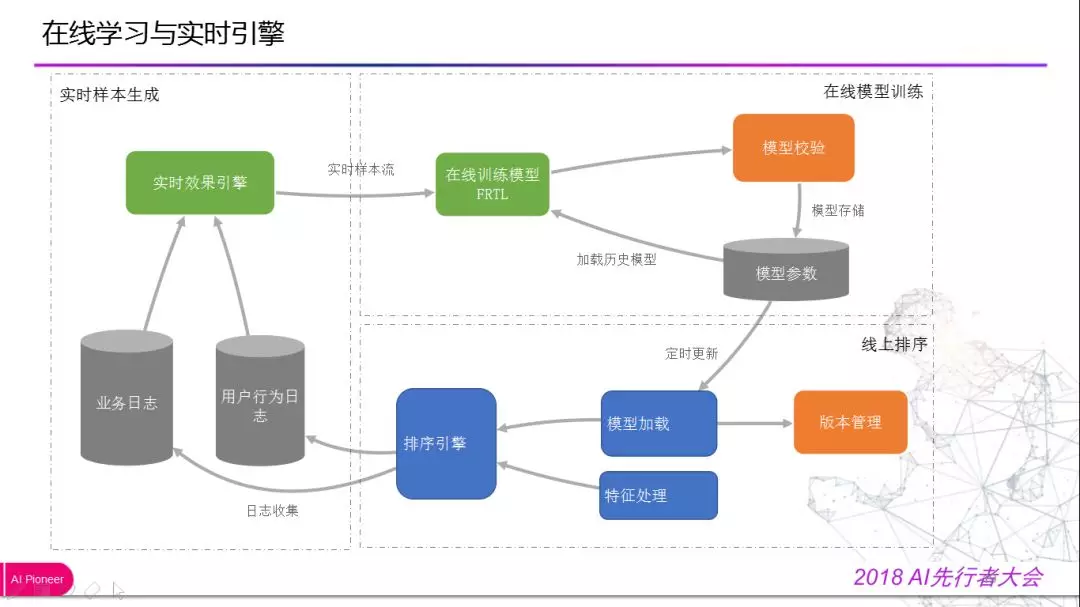 在线学习与实时引擎
实时样本生成
在线模型训练
实时效果引擎
实时样本流
在线训练模型
FRTL
模型校验
模型存储
加载历史模型
模型参数
业务日志
用户行为日
志
日志收集
定时更新
线上排序
排序引擎
模型加载
版本管理
特征处理
AI Pioneer
2018 AI先行者大会